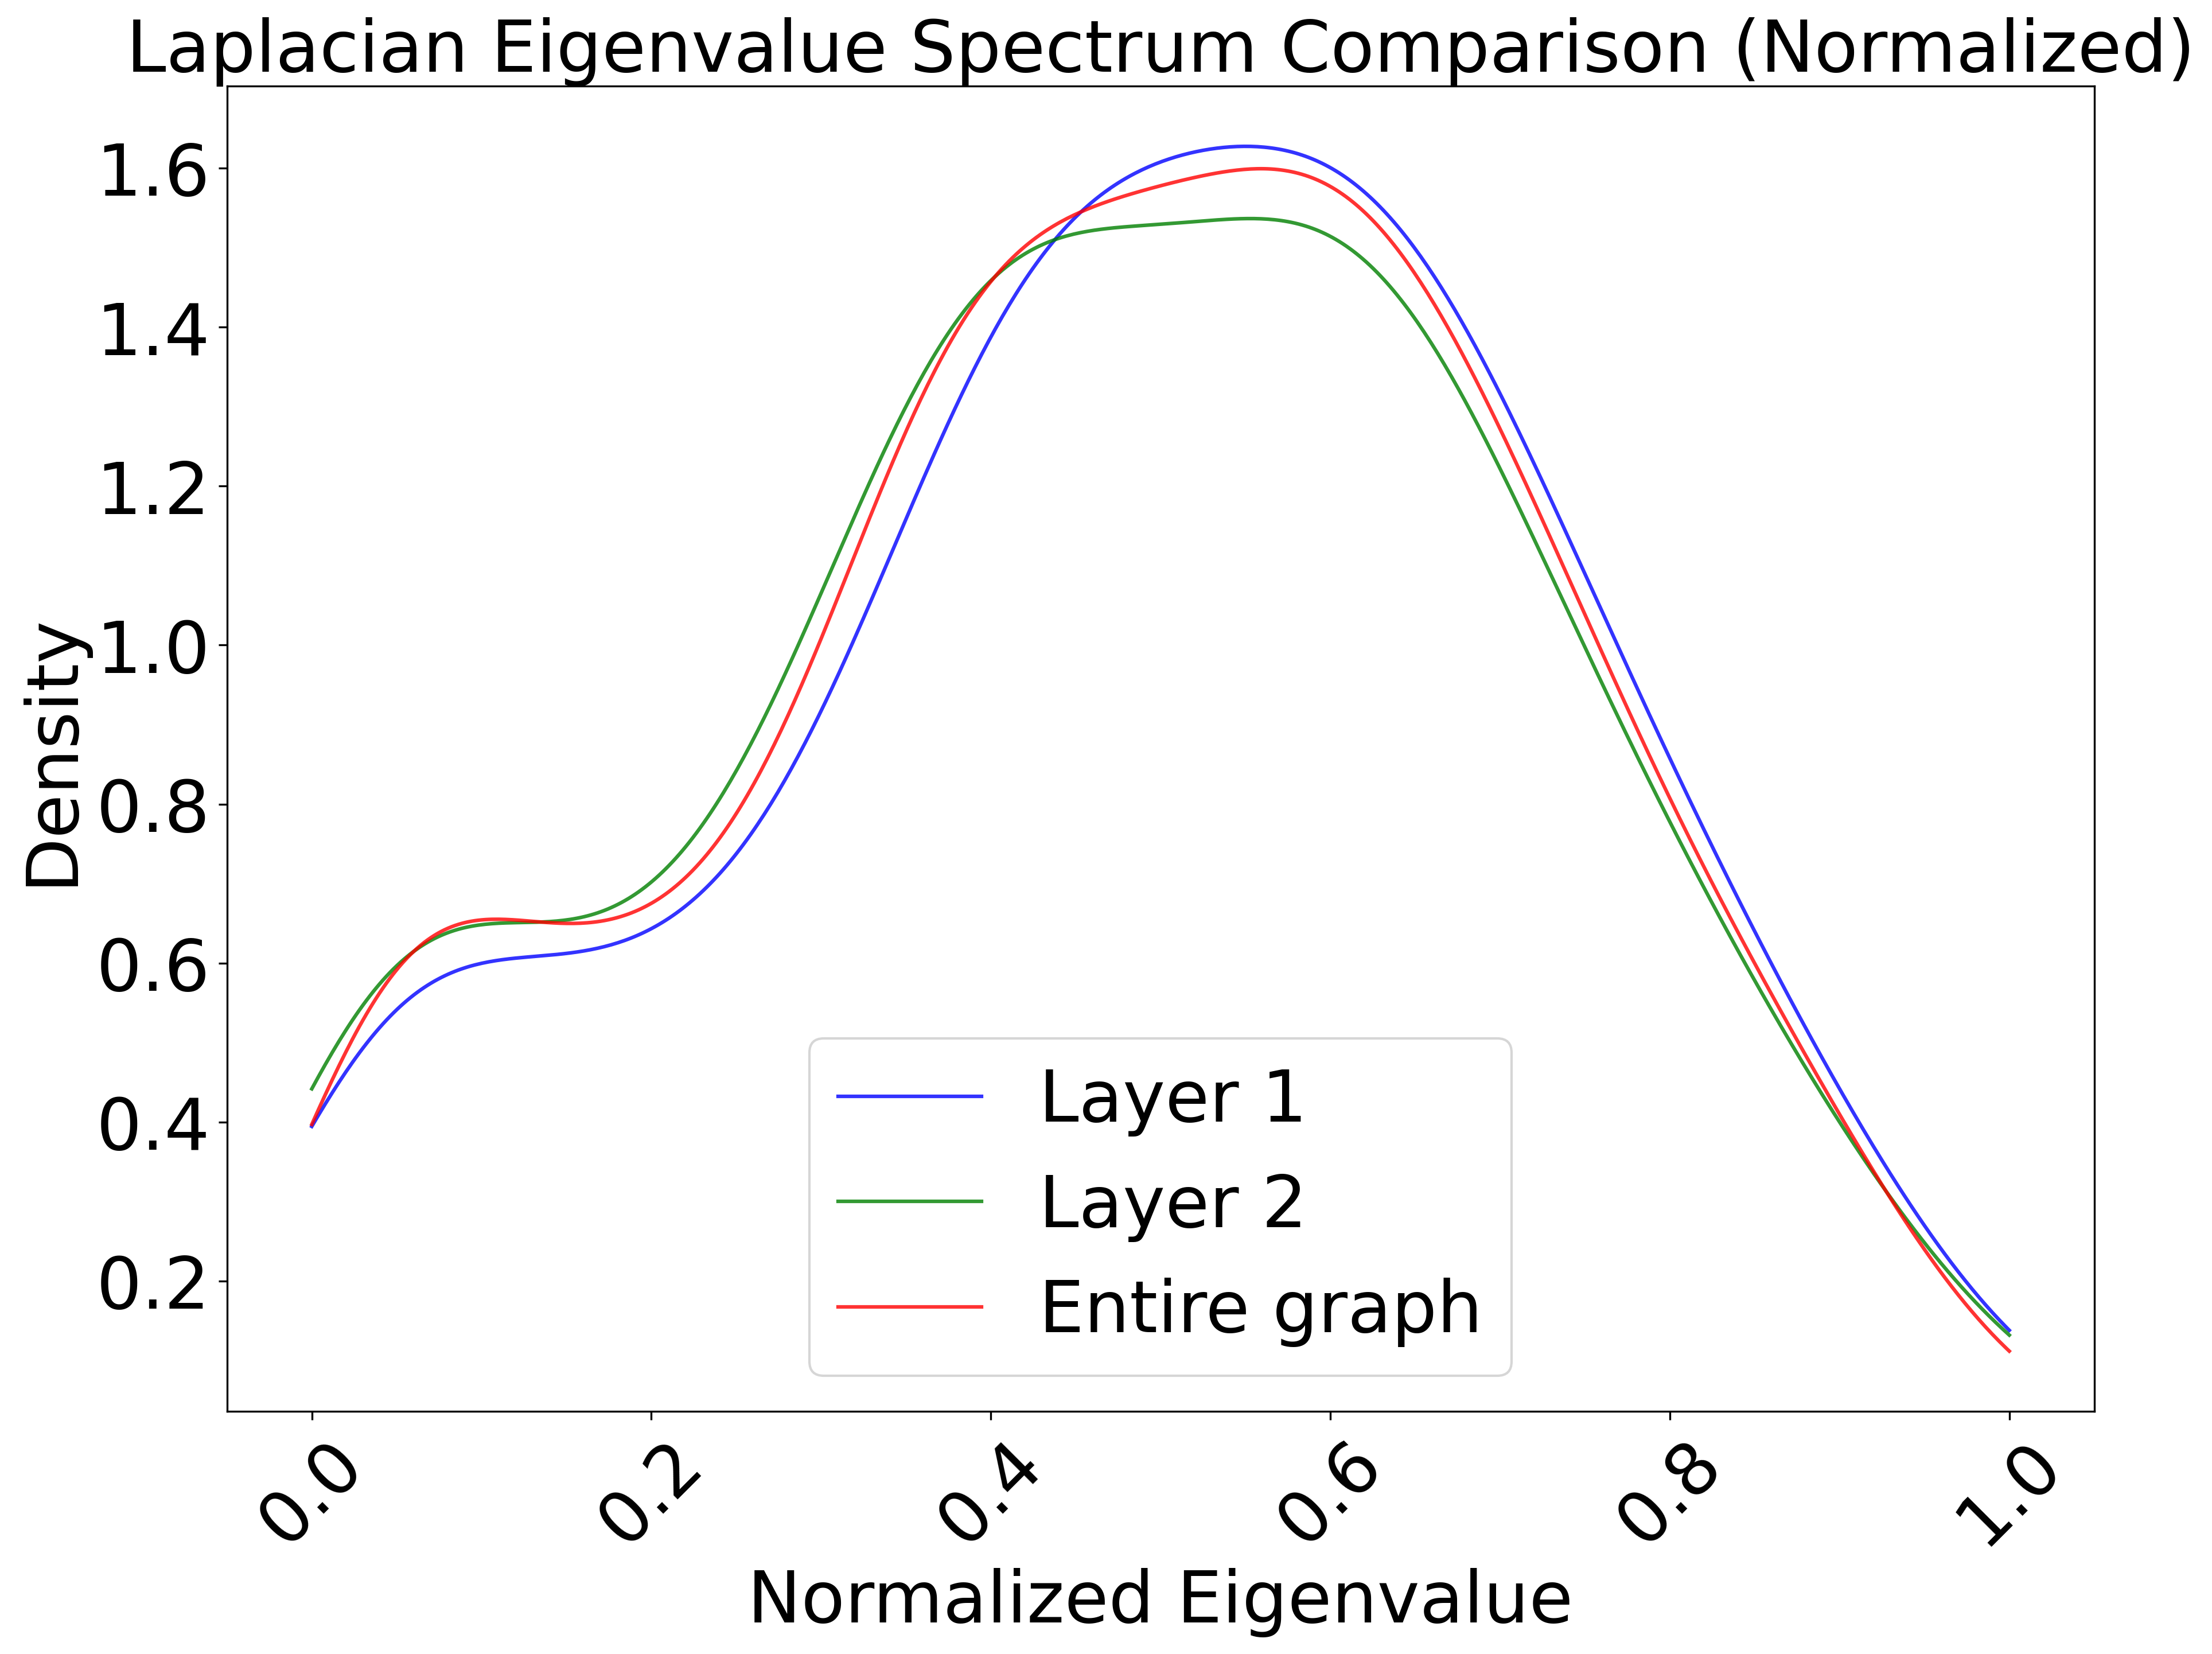 Laplacian Eigenvalue Spectrum Comparison (Normalized)
Density
1.6
1.4
1.2
1.0
0.8
0.6
0.4
0.2
Layer 1
Layer 2
Entire graph
0.0 0.2 0.4 0.6 0.8 1.0
Normalized Eigenvalue